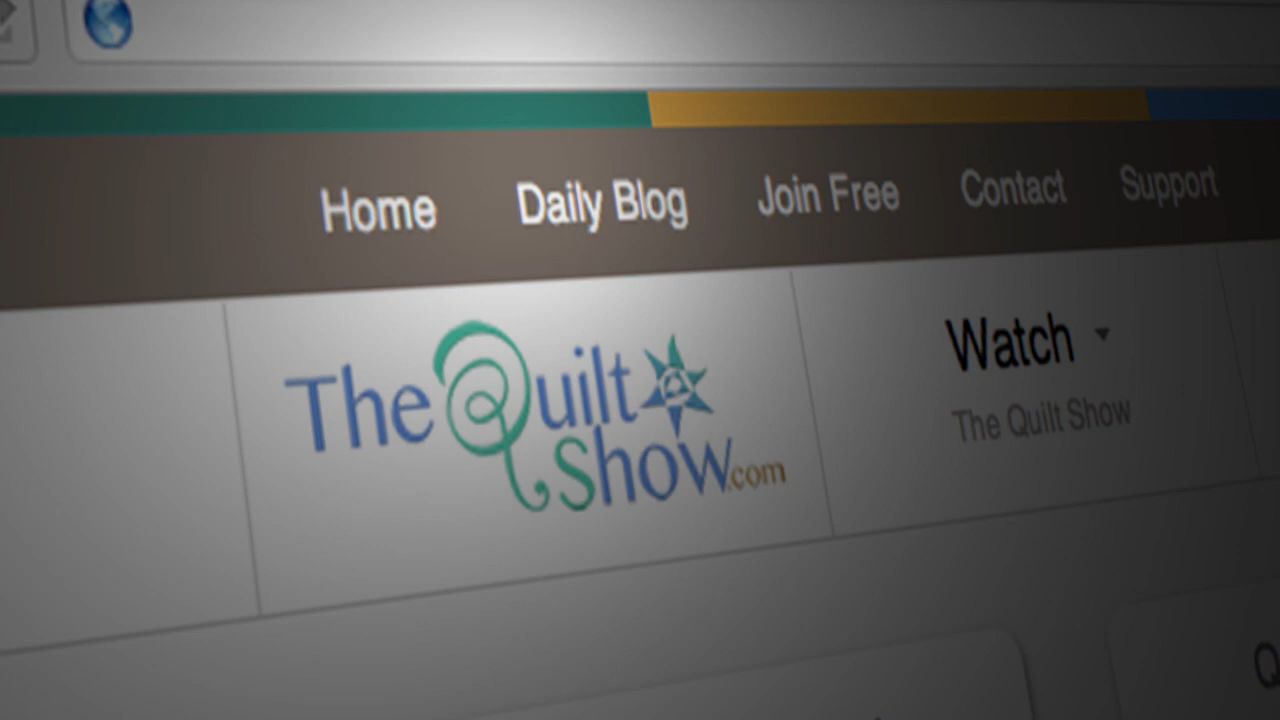 Home Daily Blog Join Free Contact Support
The Quilt Show.com
Watch
The Quilt Show
Q